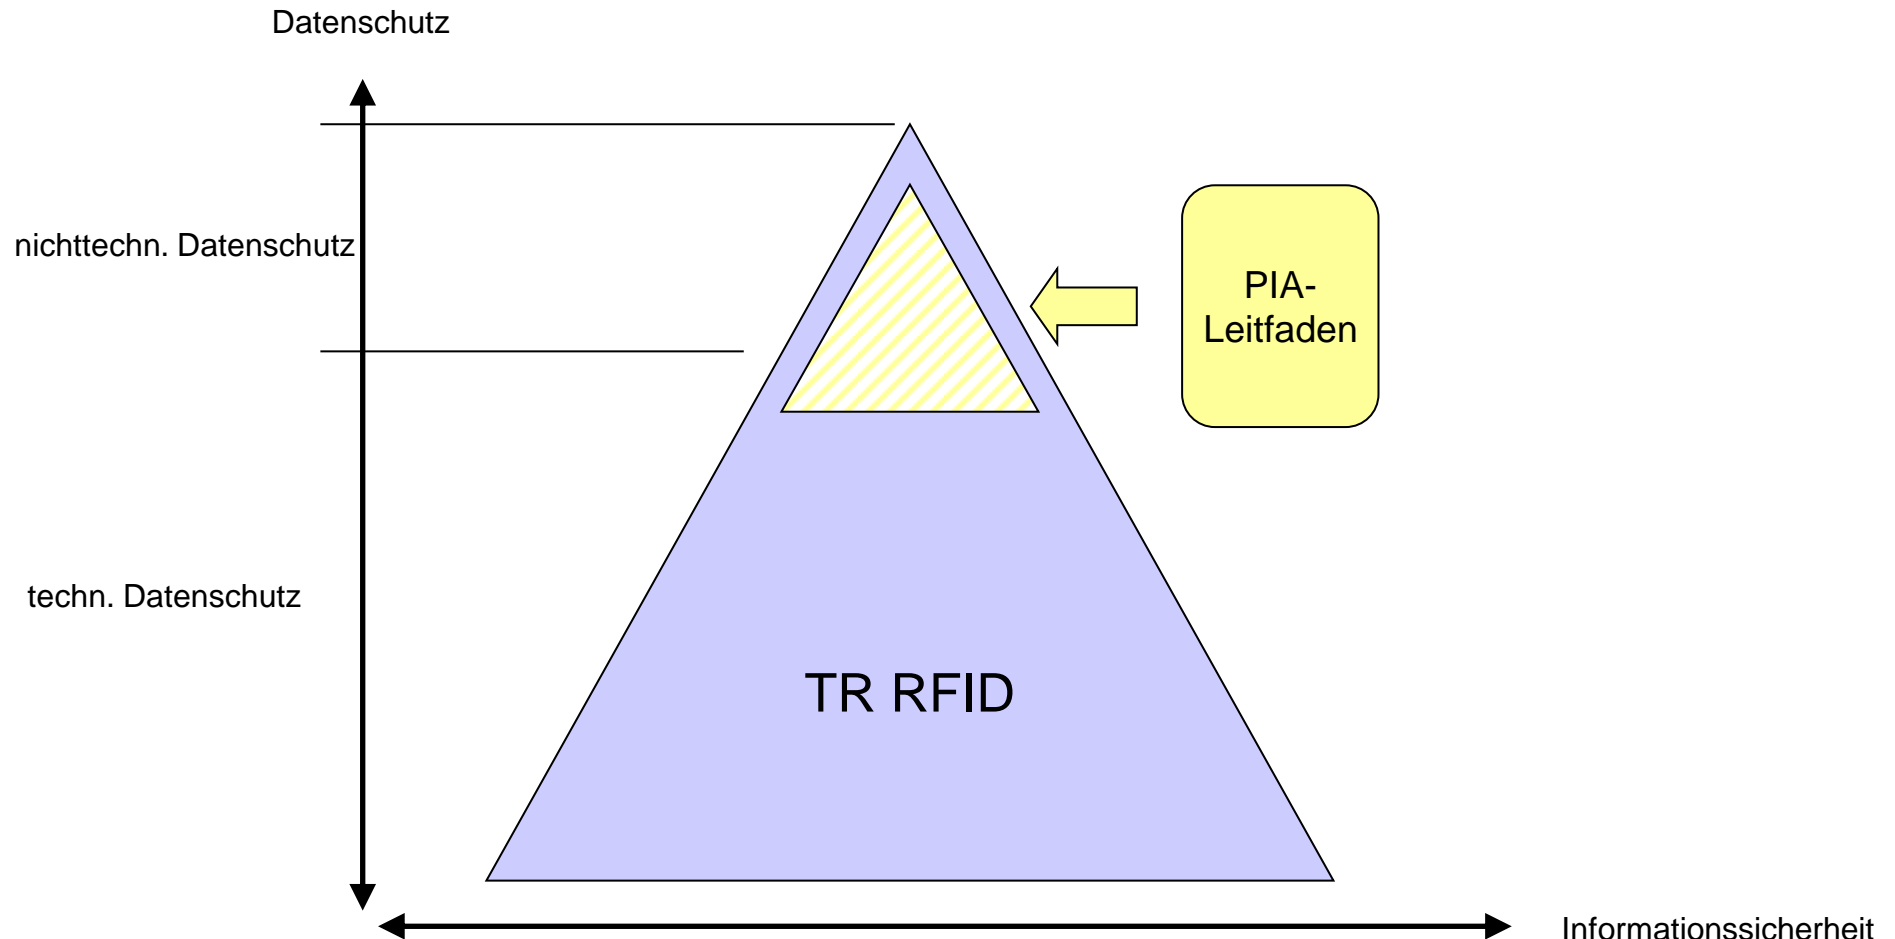 Datenschutz
nichttechn. Datenschutz
PIA-
Leitfaden
techn. Datenschutz
TR RFID
Informationssicherheit